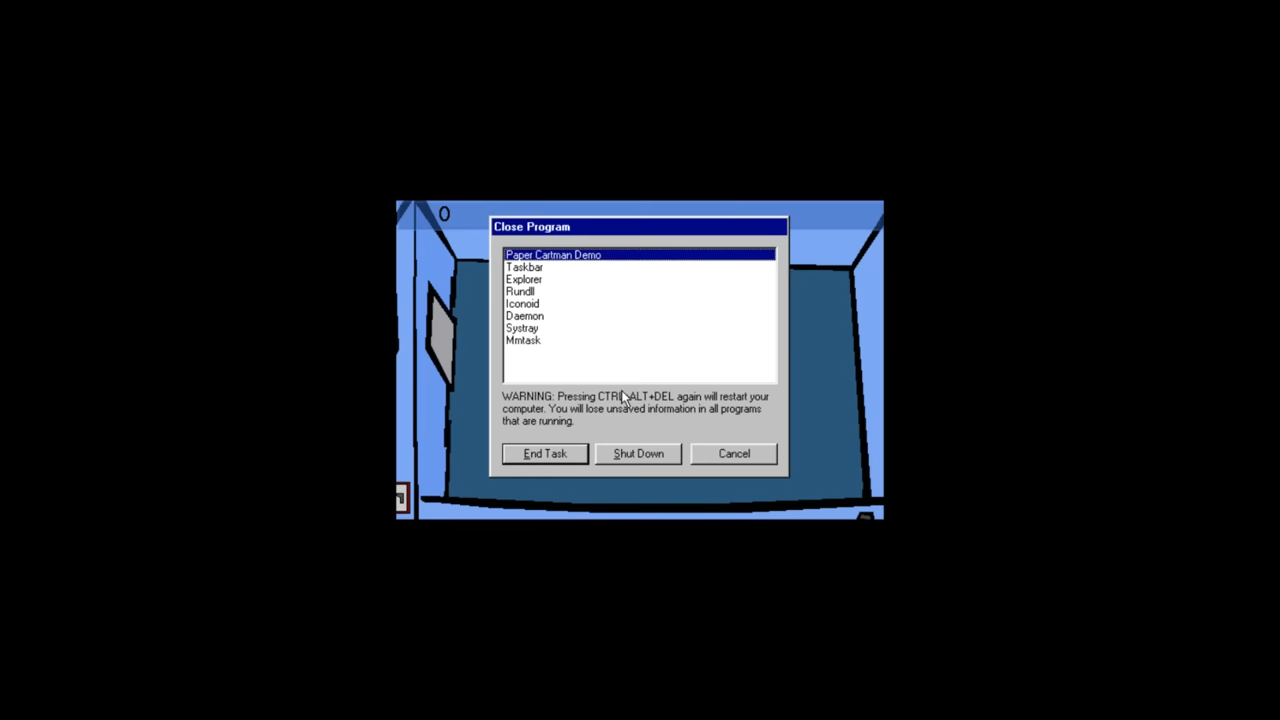 0
Close Program
Paper Cartman Demo
Taskbar
Explorer
Rundll
Iconoid
Daemon
Systray
Mmtask
WARNING: Pressing CTRL+ALT+DEL again will restart your
computer. You will lose unsaved information in all programs
that are running.
End Task Shut Down Cancel